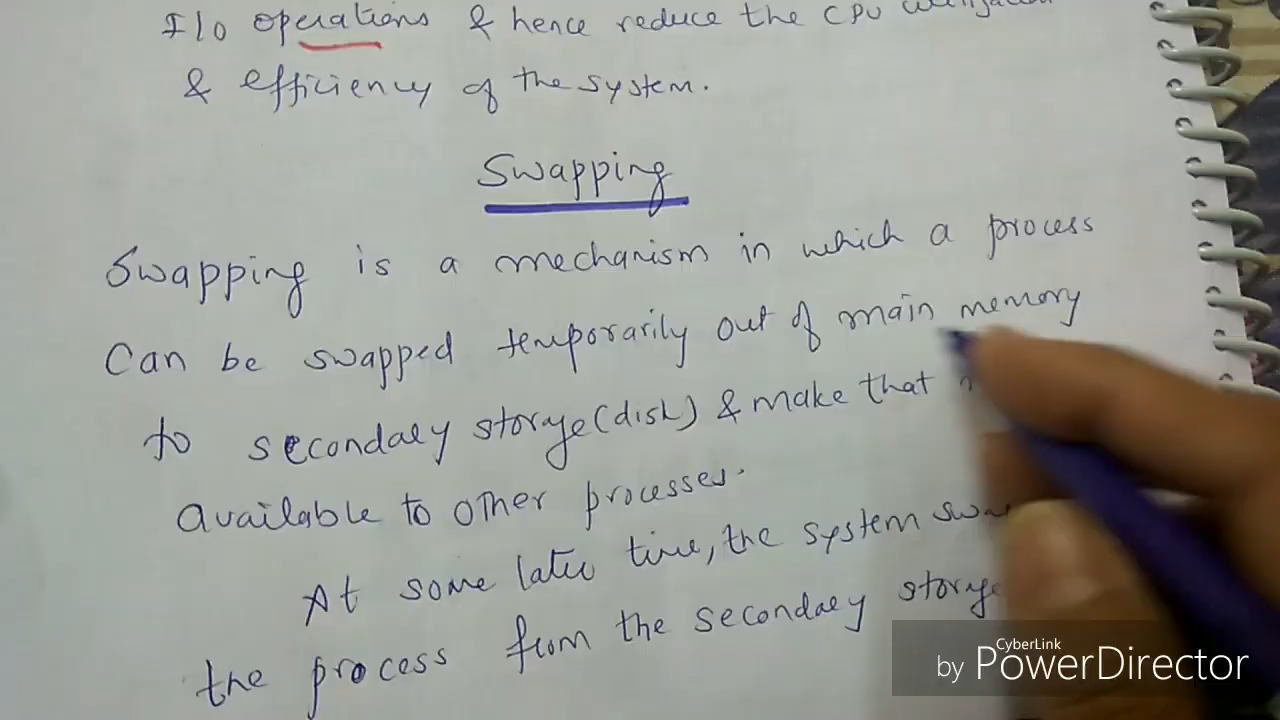 I/O operations & hence reduce the CPU
& efficiency of the system.
Swapping
Swapping is a mechanism in which a process
Can be swapped temporarily out of main memory
to secondary storage (disk) & make that
available to other processes.
At some later time, the system
the process from the secondary storage
CyberLink
by PowerDirector